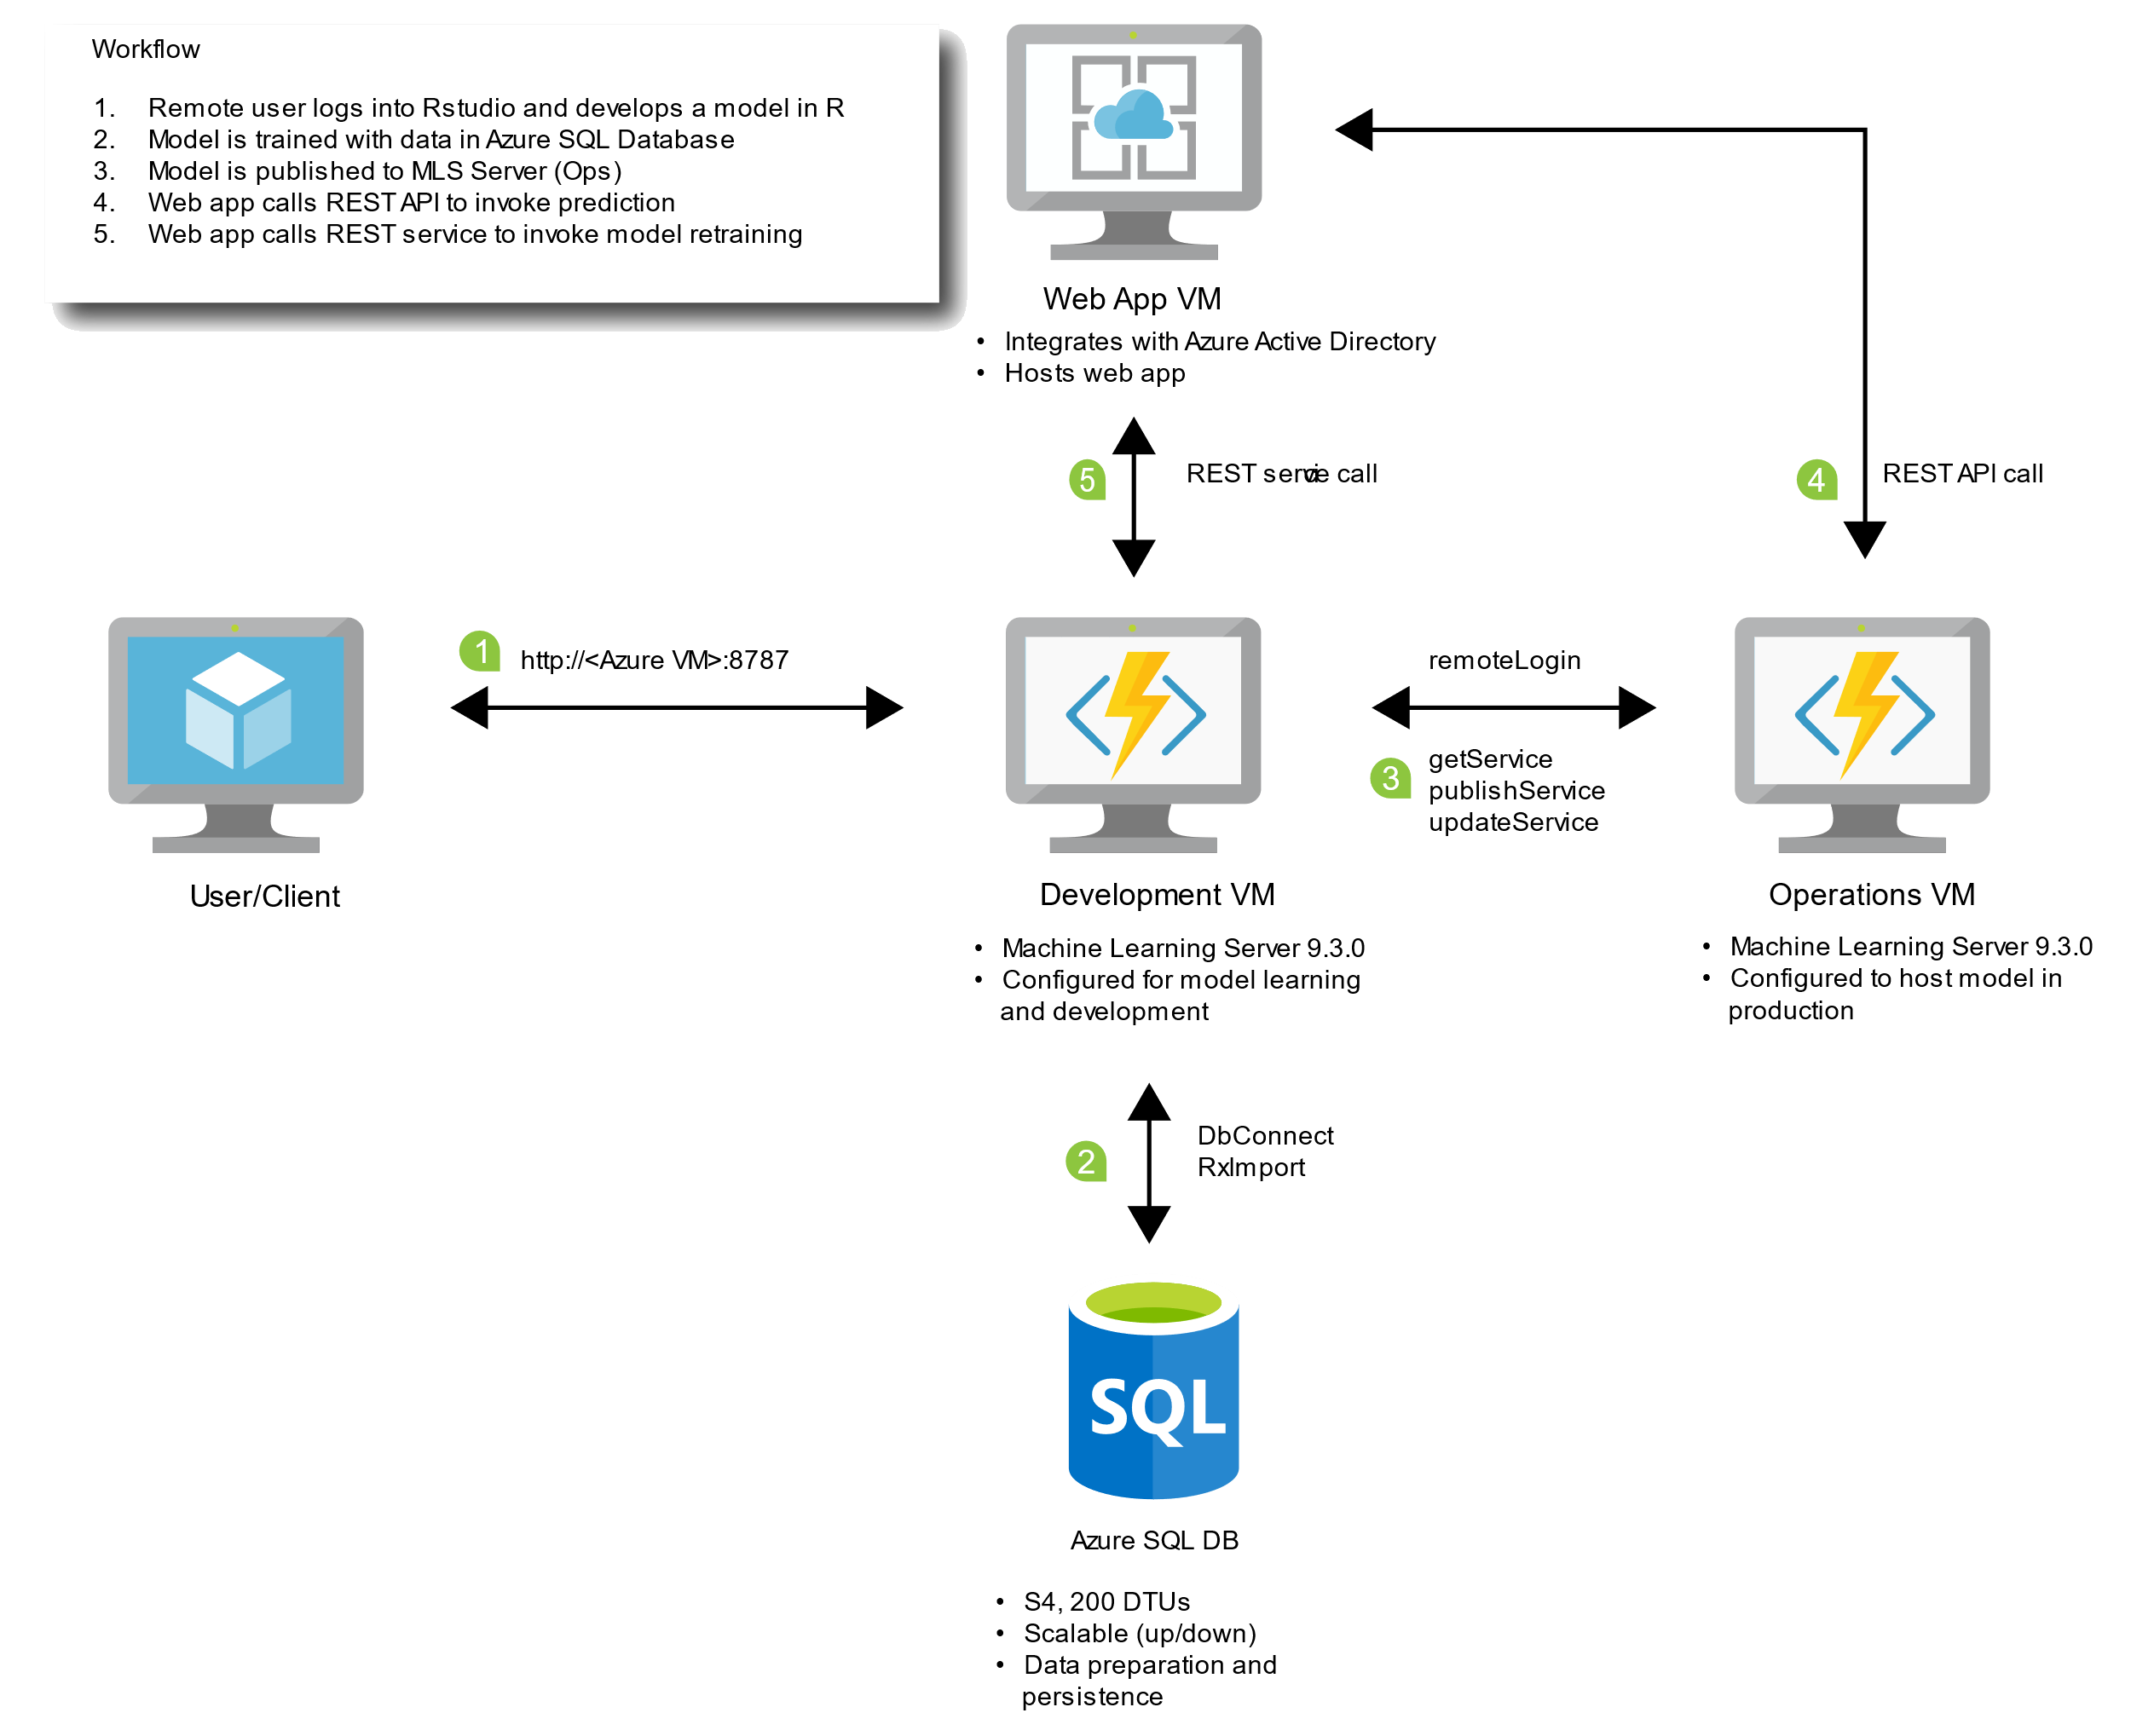 Workflow
1. Remote user logs into Rstudio and develops a model in R
2. Model is trained with data in Azure SQL Database
3. Model is published to MLS Server (Ops)
4. Web app calls REST API to invoke prediction
5. Web app calls REST service to invoke model retraining
Web App VM
• Integrates with Azure Active Directory
• Hosts web app
5
REST service call
4
REST API call
1
http://<Azure VM>:8787
remoteLogin
3
getService
publishService
updateService
User/Client
Development VM
• Machine Learning Server 9.3.0
• Configured for model learning
and development
Operations VM
• Machine Learning Server 9.3.0
• Configured to host model in
production
2
DbConnect
RxImport
SQL
Azure SQL DB
• S4, 200 DTUs
• Scalable (up/down)
• Data preparation and
persistence